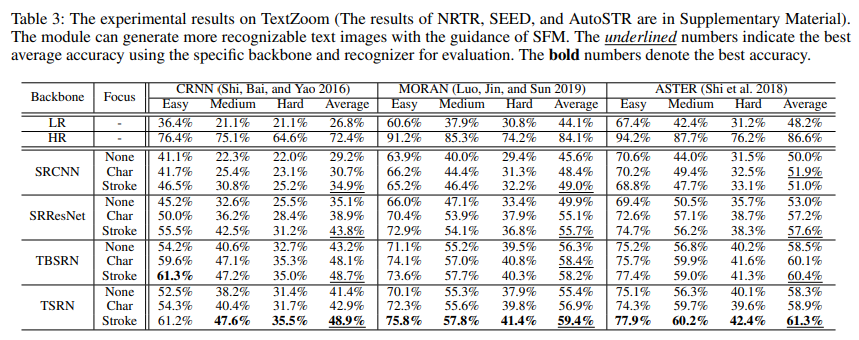 Table 3: The experimental results on TextZoom (The results of NRTR, SEED, and AutoSTR are in Supplementary Material).
The module can generate more recognizable text images with the guidance of SFM. The underlined numbers indicate the best
average accuracy using the specific backbone and recognizer for evaluation. The bold numbers denote the best accuracy.
Backbone Focus CRNN (Shi, Bai, and Yao 2016) MORAN (Luo, Jin, and Sun 2019) ASTER (Shi et al. 2018)
Easy Medium Hard Average Easy Medium Hard Average Easy Medium Hard Average
LR - 36.4% 21.1% 21.1% 26.8% 60.6% 37.9% 30.8% 44.1% 67.4% 42.4% 31.2% 48.2%
HR - 76.4% 75.1% 64.6% 72.4% 91.2% 85.3% 74.2% 84.1% 94.2% 87.7% 76.2% 86.6%
SRCNN None 41.1% 22.3% 22.0% 29.2% 63.9% 40.0% 29.4% 45.6% 70.6% 44.0% 31.5% 50.0%
Char 41.7% 25.4% 23.1% 30.7% 66.2% 44.4% 31.3% 48.4% 70.2% 49.4% 32.5% 51.9%
Stroke 46.5% 30.8% 25.2% 34.9% 65.2% 46.4% 32.2% 49.0% 68.8% 47.7% 33.1% 51.0%
SRResNet None 45.2% 32.6% 25.5% 35.1% 66.0% 47.1% 33.4% 49.9% 69.4% 50.5% 35.7% 53.0%
Char 50.0% 36.2% 28.4% 38.9% 70.4% 53.9% 37.9% 55.1% 72.6% 57.1% 38.7% 57.2%
Stroke 55.5% 42.5% 31.2% 43.8% 72.9% 54.1% 36.8% 55.7% 74.7% 56.2% 38.3% 57.6%
TBSRN None 54.2% 40.6% 32.7% 43.2% 71.1% 55.2% 39.5% 56.3% 75.2% 56.8% 40.2% 58.5%
Char 59.6% 47.1% 35.3% 48.1% 74.1% 57.0% 40.8% 58.4% 75.7% 59.9% 41.6% 60.1%
Stroke 61.3% 47.2% 35.0% 48.7% 73.6% 57.7% 40.3% 58.2% 77.4% 59.0% 41.3% 60.4%
TSRN None 52.5% 38.2% 31.4% 41.4% 70.1% 55.3% 37.9% 55.4% 75.1% 56.3% 40.1% 58.3%
Char 54.3% 40.4% 31.7% 42.9% 72.3% 55.6% 39.8% 56.9% 74.3% 59.7% 39.6% 58.9%
Stroke 61.2% 47.6% 35.5% 48.9% 75.8% 57.8% 41.4% 59.4% 77.9% 60.2% 42.4% 61.3%